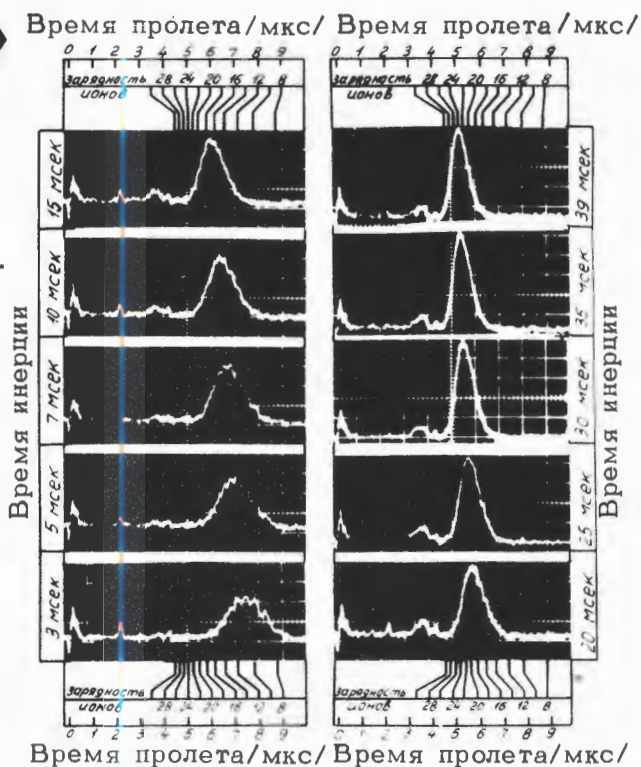 Время пролета/мкс/ Время пролета/мкс/
0 1 2 3 4 5 6 7 8 9 0 1 2 3 4 5 6 7 8 9
зарядность 28 24 20 16 12 8 28 24 20 16 12 8
ионов
15 мсек 39 мсек
10 мсек 35 мсек
7 мсек 30 мсек
5 мсек 25 мсек
3 мсек 20 мсек
Время инерции Время инерции
зарядность 28 24 20 16 12 8 28 24 20 16 12 8
ионов
0 1 2 3 4 5 6 7 8 9 0 1 2 3 4 5 6 7 8 9
Время пролета/мкс/ Время пролета/мкс/